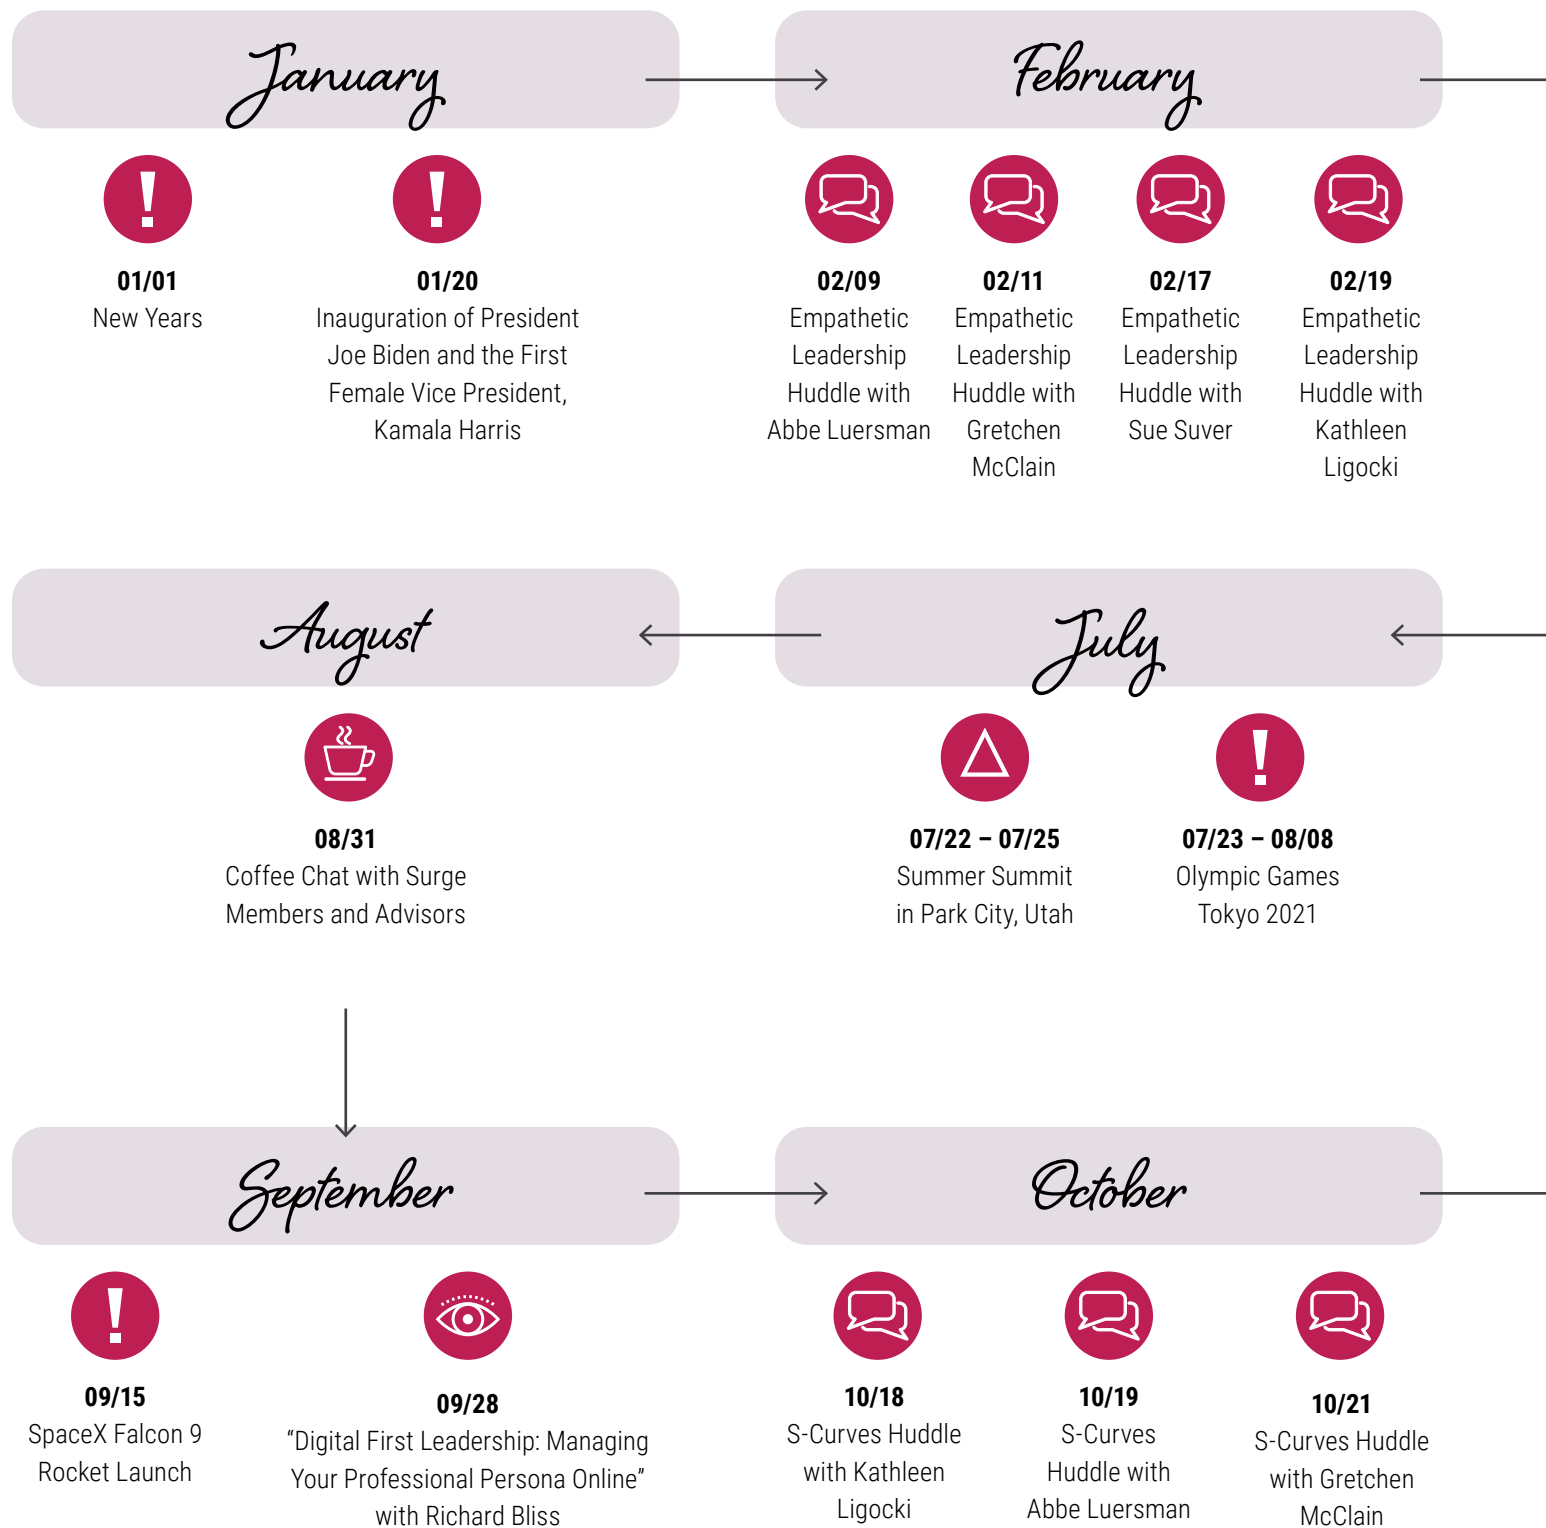 January
01/01
New Years
01/20
Inauguration of President
Joe Biden and the First
Female Vice President,
Kamala Harris
February
02/09
Empathetic
Leadership
Huddle with
Abbe Luersman
02/11
Empathetic
Leadership
Huddle with
Gretchen
McClain
02/17
Empathetic
Leadership
Huddle with
Sue Suver
02/19
Empathetic
Leadership
Huddle with
Kathleen
Ligocki
August
08/31
Coffee Chat with Surge
Members and Advisors
July
07/22 – 07/25
Summer Summit
in Park City, Utah
07/23 – 08/08
Olympic Games
Tokyo 2021
September
09/15
SpaceX Falcon 9
Rocket Launch
09/28
“Digital First Leadership: Managing
Your Professional Persona Online”
with Richard Bliss
October
10/18
S-Curves Huddle
with Kathleen
Ligocki
10/19
S-Curves
Huddle with
Abbe Luersman
10/21
S-Curves Huddle
with Gretchen
McClain